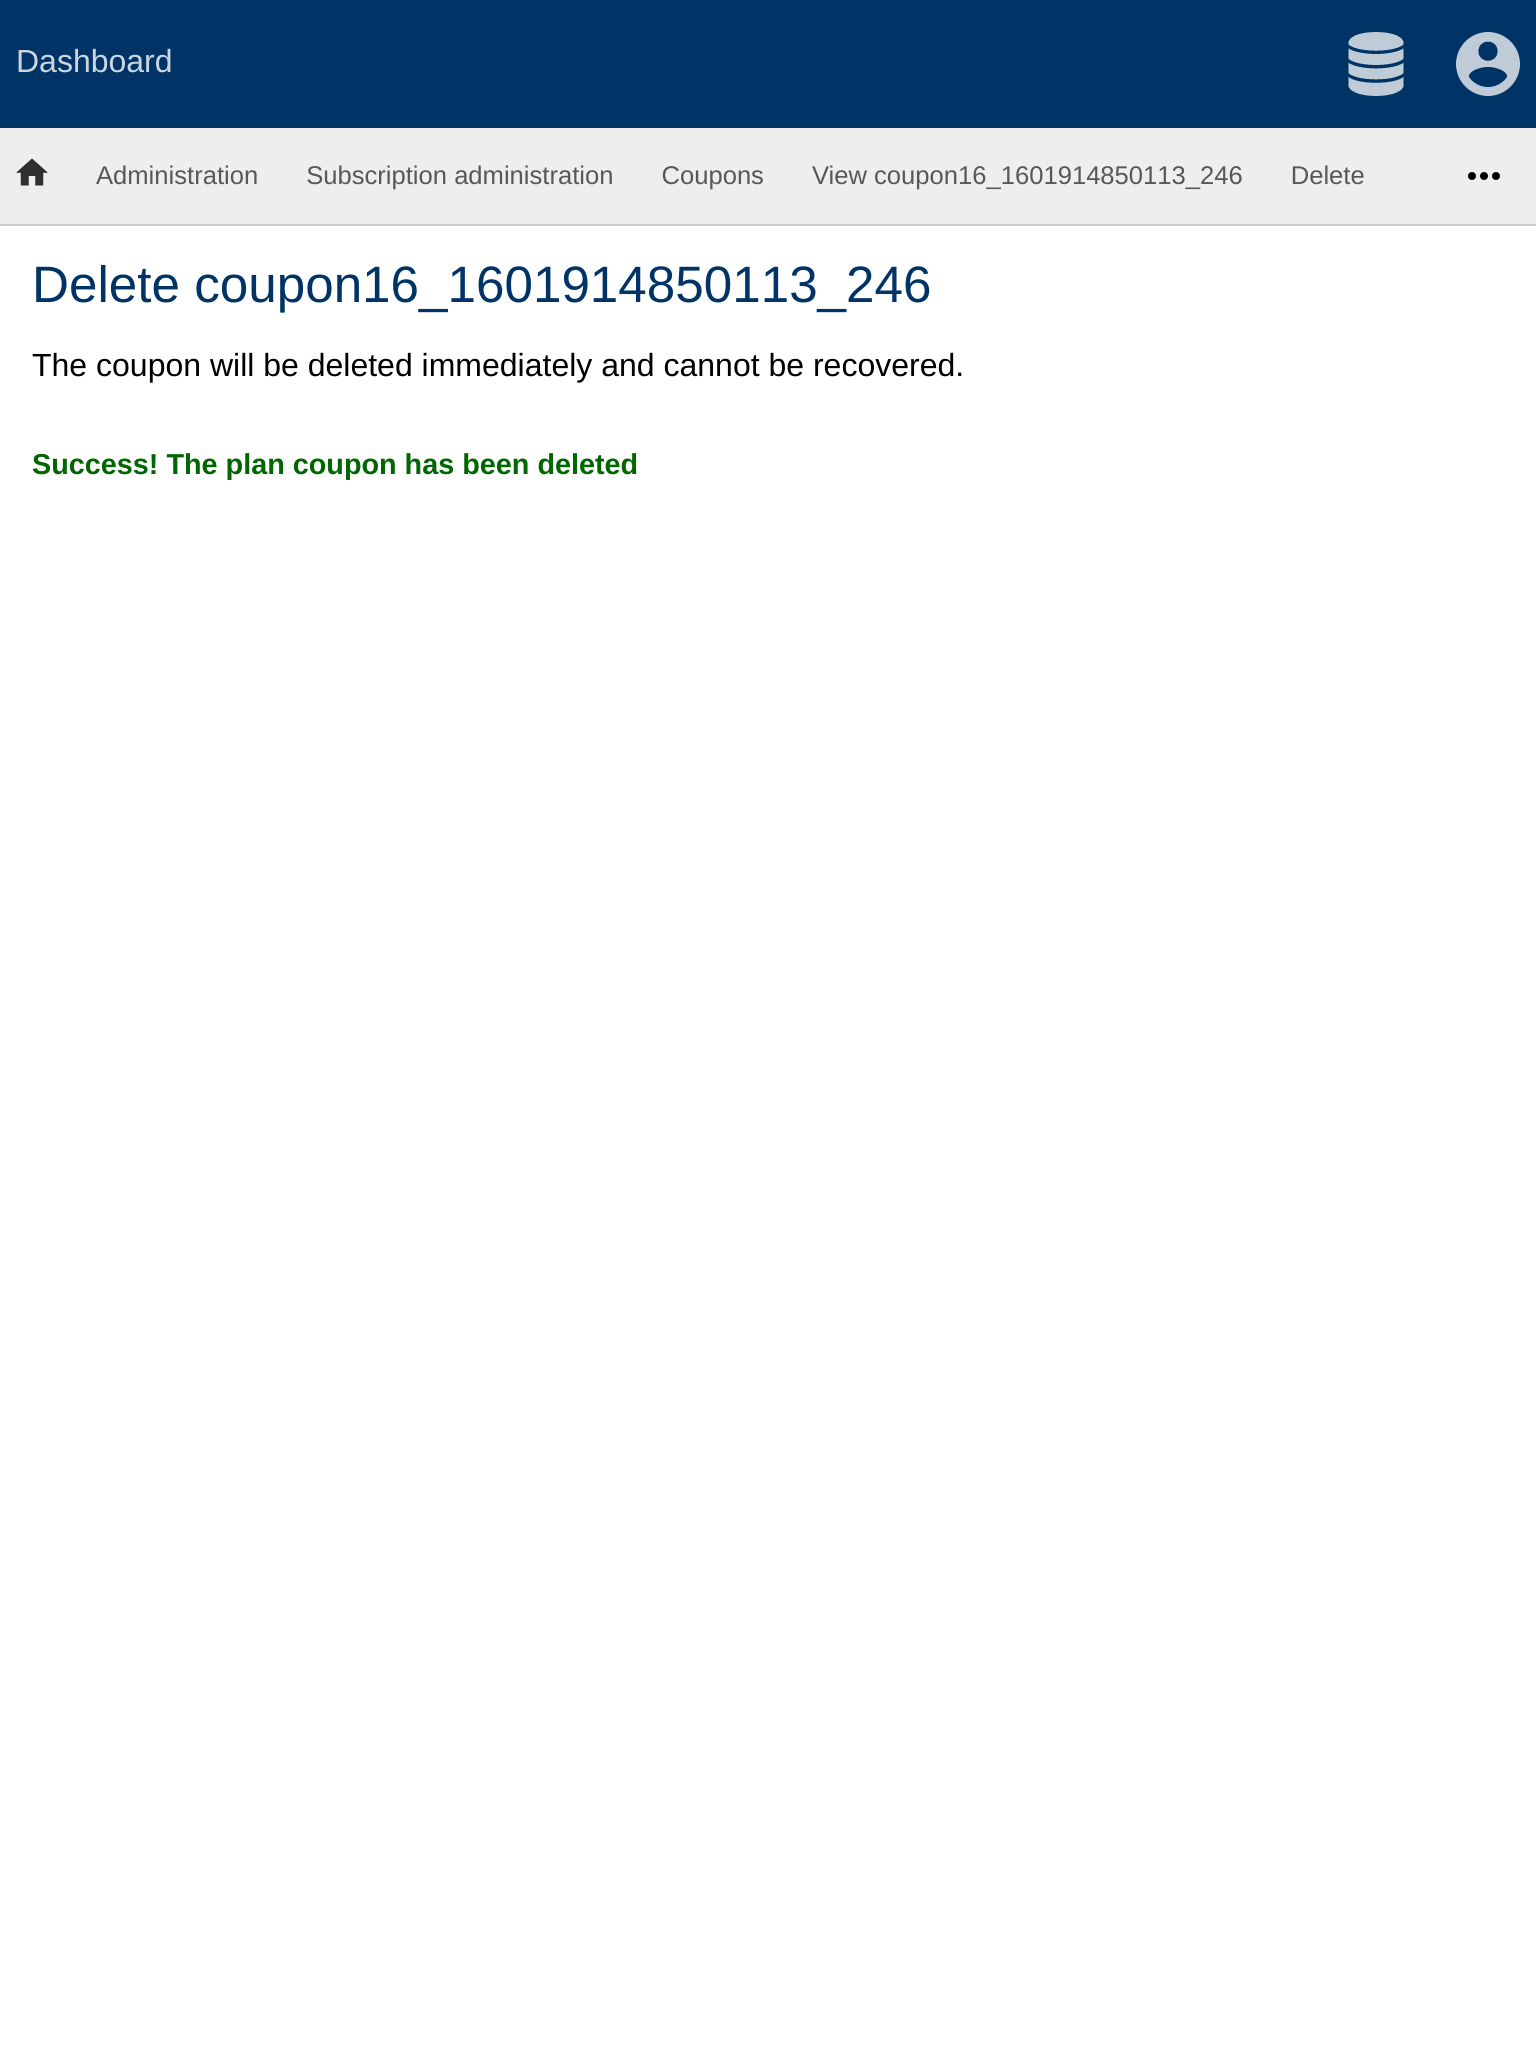 Dashboard
Administration Subscription administration Coupons View coupon16_1601914850113_246 Delete
Delete coupon16_1601914850113_246
The coupon will be deleted immediately and cannot be recovered.
Success! The plan coupon has been deleted